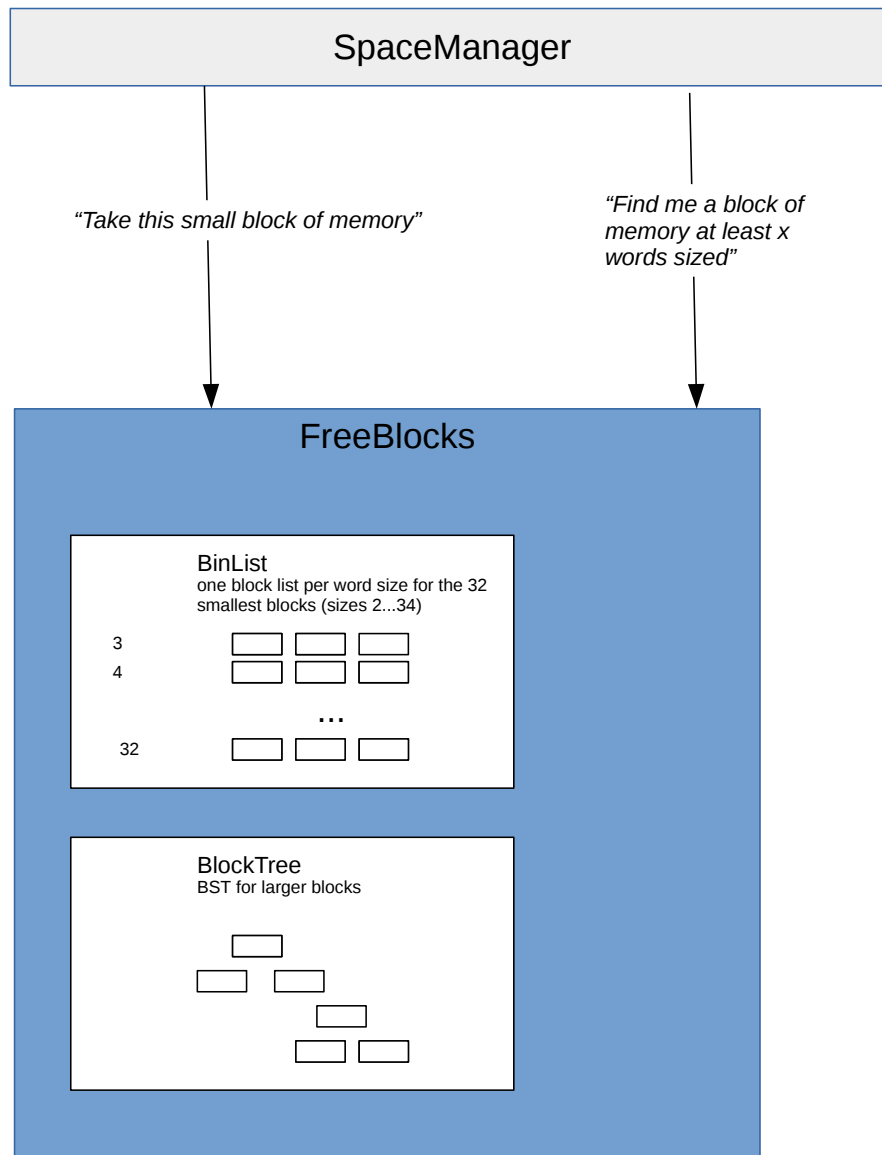 SpaceManager
“Take this small block of memory”
“Find me a block of
memory at least x
words sized”
FreeBlocks
BinList
one block list per word size for the 32
smallest blocks (sizes 2...34)
3
4
...
32
BlockTree
BST for larger blocks